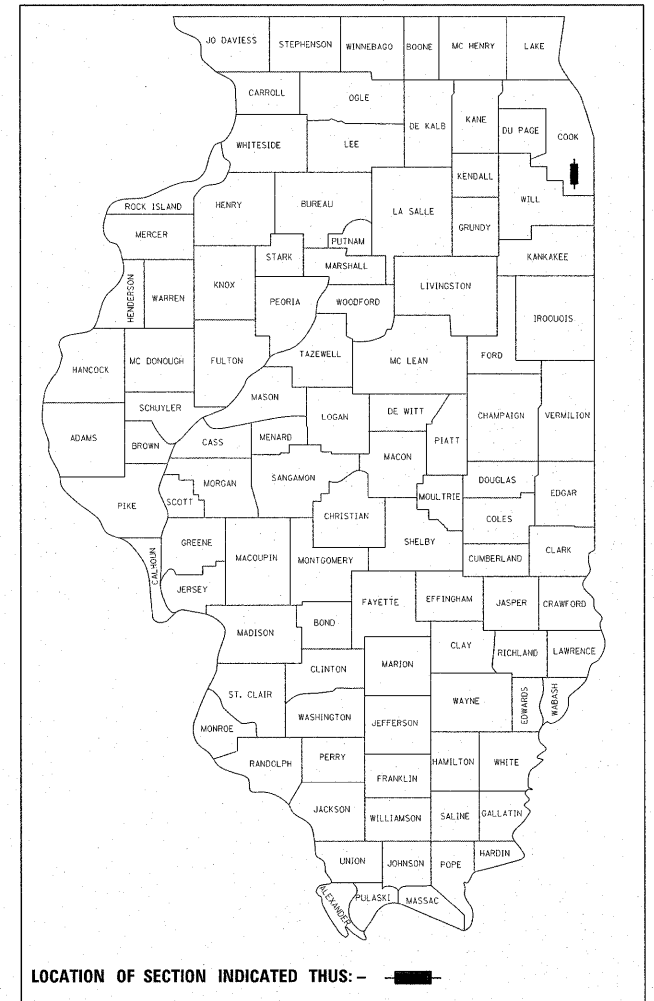 JO DAVIESS STEPHENSON WINNEBAGO BOONE MC HENRY LAKE
CARROLL OGLE DE KALB KANE DU PAGE COOK
WHITESIDE LEE
KENDALL WILL
ROCK ISLAND HENRY BUREAU LA SALLE GRUNDY
MERCER PUTNAM
STARK MARSHALL KANKAKEE
HENDERSON WARREN KNOX PEORIA WOODFORD LIVINGSTON IROQUOIS
HANCOCK MC DONOUGH FULTON TAZEWELL MC LEAN FORD
MASON
SCHUYLER LOGAN DE WITT CHAMPAIGN VERMILION
ADAMS BROWN CASS MENARD MACON PIATT
MORGAN SANGAMON DOUGLAS EDGAR
PIKE SCOTT CHRISTIAN MOULTRIE COLES
GREENE MACOUPIN MONTGOMERY SHELBY CUMBERLAND CLARK
CALHOUN JERSEY
FAYETTE EFFINGHAM JASPER CRAWFORD
MADISON BOND
CLAY RICHLAND LAWRENCE
CLINTON MARION
ST. CLAIR WAYNE EDWARDS WABASH
WASHINGTON JEFFERSON
MONROE
RANDOLPH PERRY HAMILTON WHITE
FRANKLIN
JACKSON WILLIAMSON SALINE GALLATIN
UNION JOHNSON POPE HARDIN
ALEXANDER PULASKI MASSAC
LOCATION OF SECTION INDICATED THUS: -